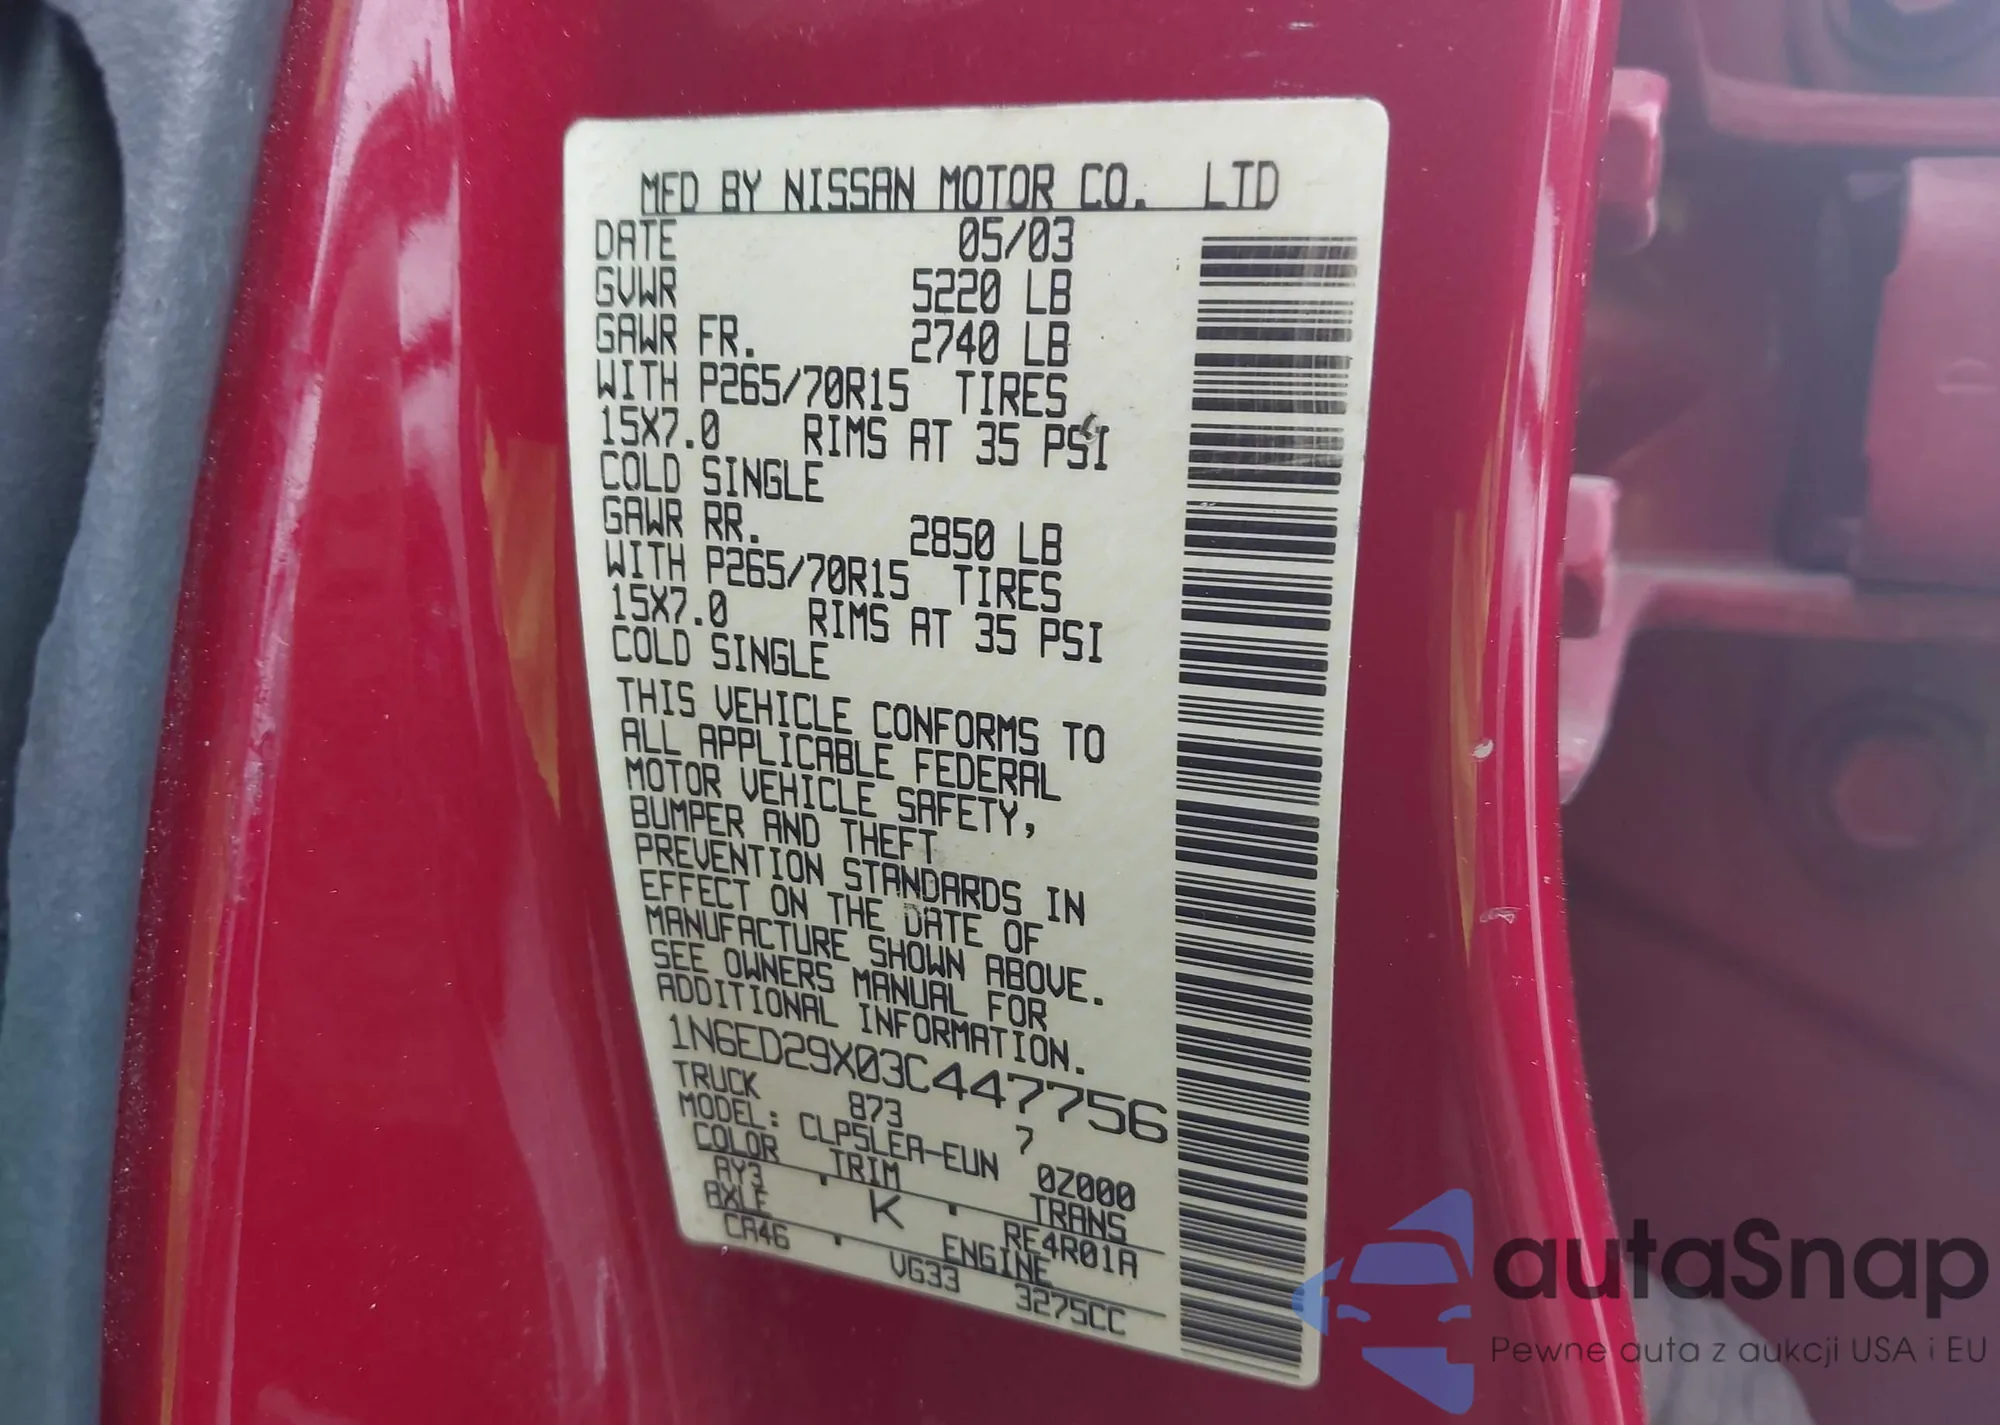 MFD BY NISSAN MOTOR CO. LTD
DATE 05/03
GVWR 5220 LB
GAWR FR. 2740 LB
WITH P265/70R15 TIRES
15X7.0 RIMS AT 35 PSI
COLD SINGLE
GAWR RR. 2850 LB
WITH P265/70R15 TIRES
15X7.0 RIMS AT 35 PSI
COLD SINGLE
THIS VEHICLE CONFORMS TO
ALL APPLICABLE FEDERAL
MOTOR VEHICLE SAFETY,
BUMPER AND THEFT
PREVENTION STANDARDS IN
EFFECT ON THE DATE OF
MANUFACTURE SHOWN ABOVE.
SEE OWNERS MANUAL FOR
ADDITIONAL INFORMATION.
1N6ED29X03C447756
TRUCK 873 7
MODEL: CLPSLEA-EUN 0Z000
COLOR TRIM TRANS
AY3 K RE4R01A
AXLE ENGINE
CA46 VG33 3275CC
autaSnap
Pewne auta z aukcji USA i EU